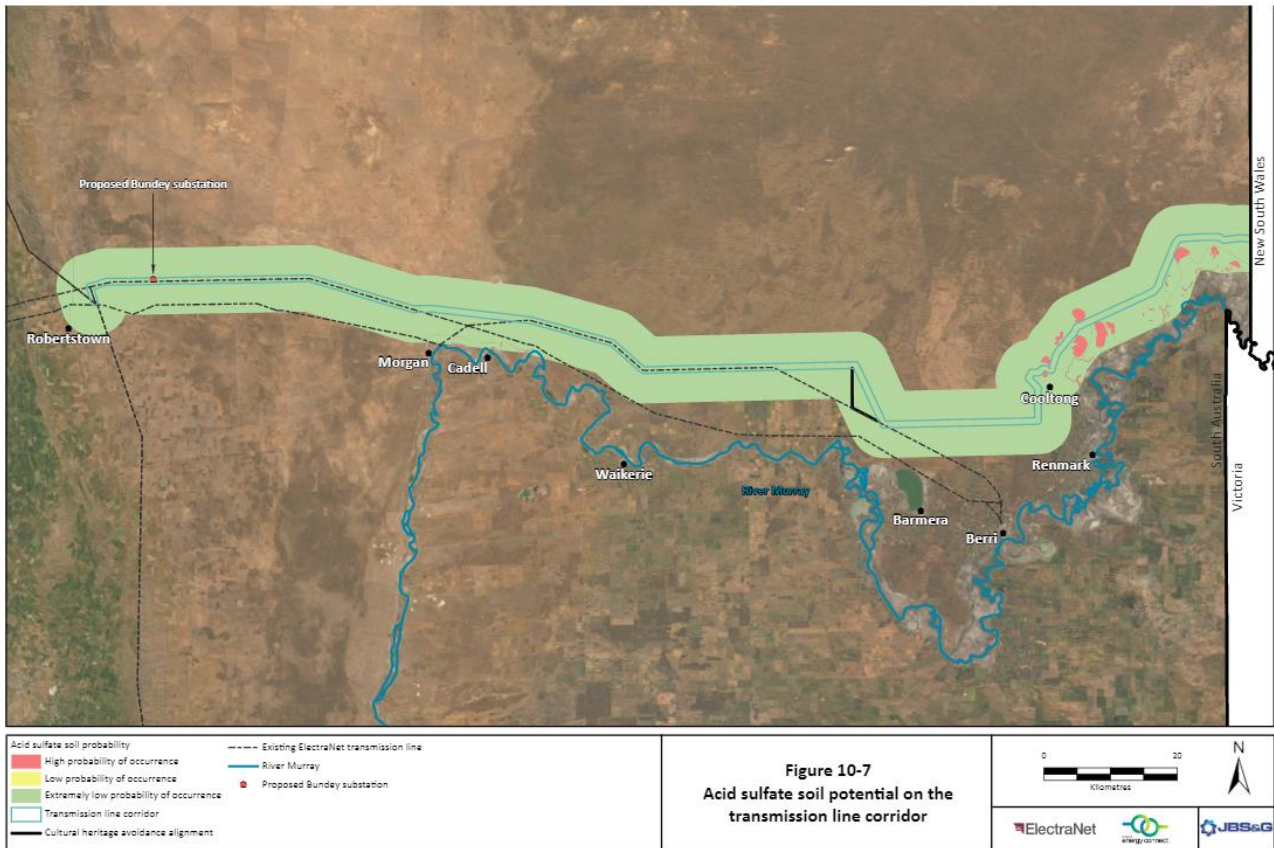 Proposed Bundey substation
New South Wales
Robertstown
Morgan
Cadell
Cooltong
South Australia
Victoria
Waikerie
River Murray
Renmark
Barmera
Berri
Acid sulfate soil probability
High probability of occurrence
Low probability of occurrence
Extremely low probability of occurrence
Transmission line corridor
Cultural heritage avoidance alignment
Existing ElectraNet transmission line
River Murray
Proposed Bundey substation
Figure 10-7
Acid sulfate soil potential on the
transmission line corridor
0 20
Kilometres
N
ElectraNet
energy connect
JBS&G